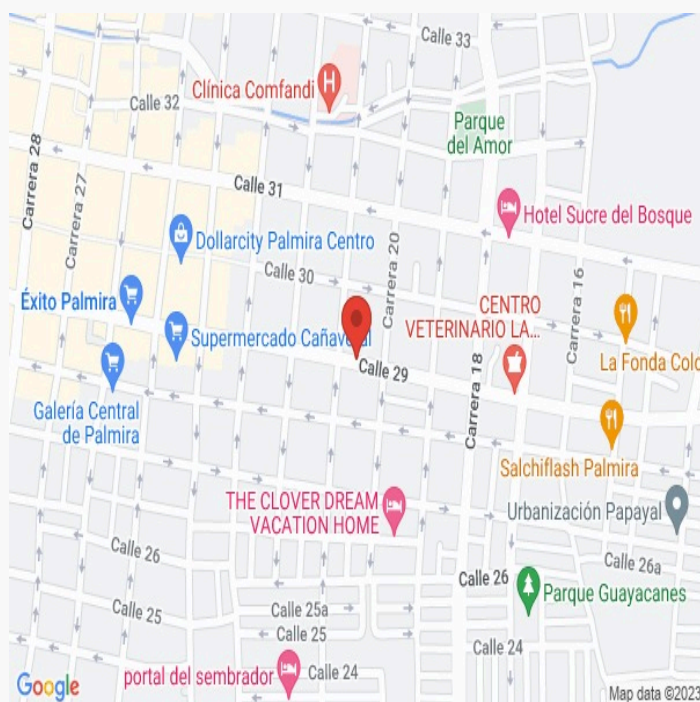 Calle 33
Clínica Comfandi
H
Calle 32
Parque
del Amor
Carrera 28
Carrera 27
Calle 31
Hotel Sucre del Bosque
Dollarcity Palmira Centro
Carrera 20
Carrera 16
Calle 30
Éxito Palmira
CENTRO
VETERINARIO LA...
Supermercado Cañaveral
La Fonda Colo
Calle 29
Carrera 18
Galería Central
de Palmira
Salchiflash Palmira
THE CLOVER DREAM
VACATION HOME
Urbanización Papayal
Calle 26
Calle 26a
Calle 26
Parque Guayacanes
Calle 25
Calle 25a
Calle 25
Calle 24
portal del sembrador
Calle 24
Google
Map data ©2023